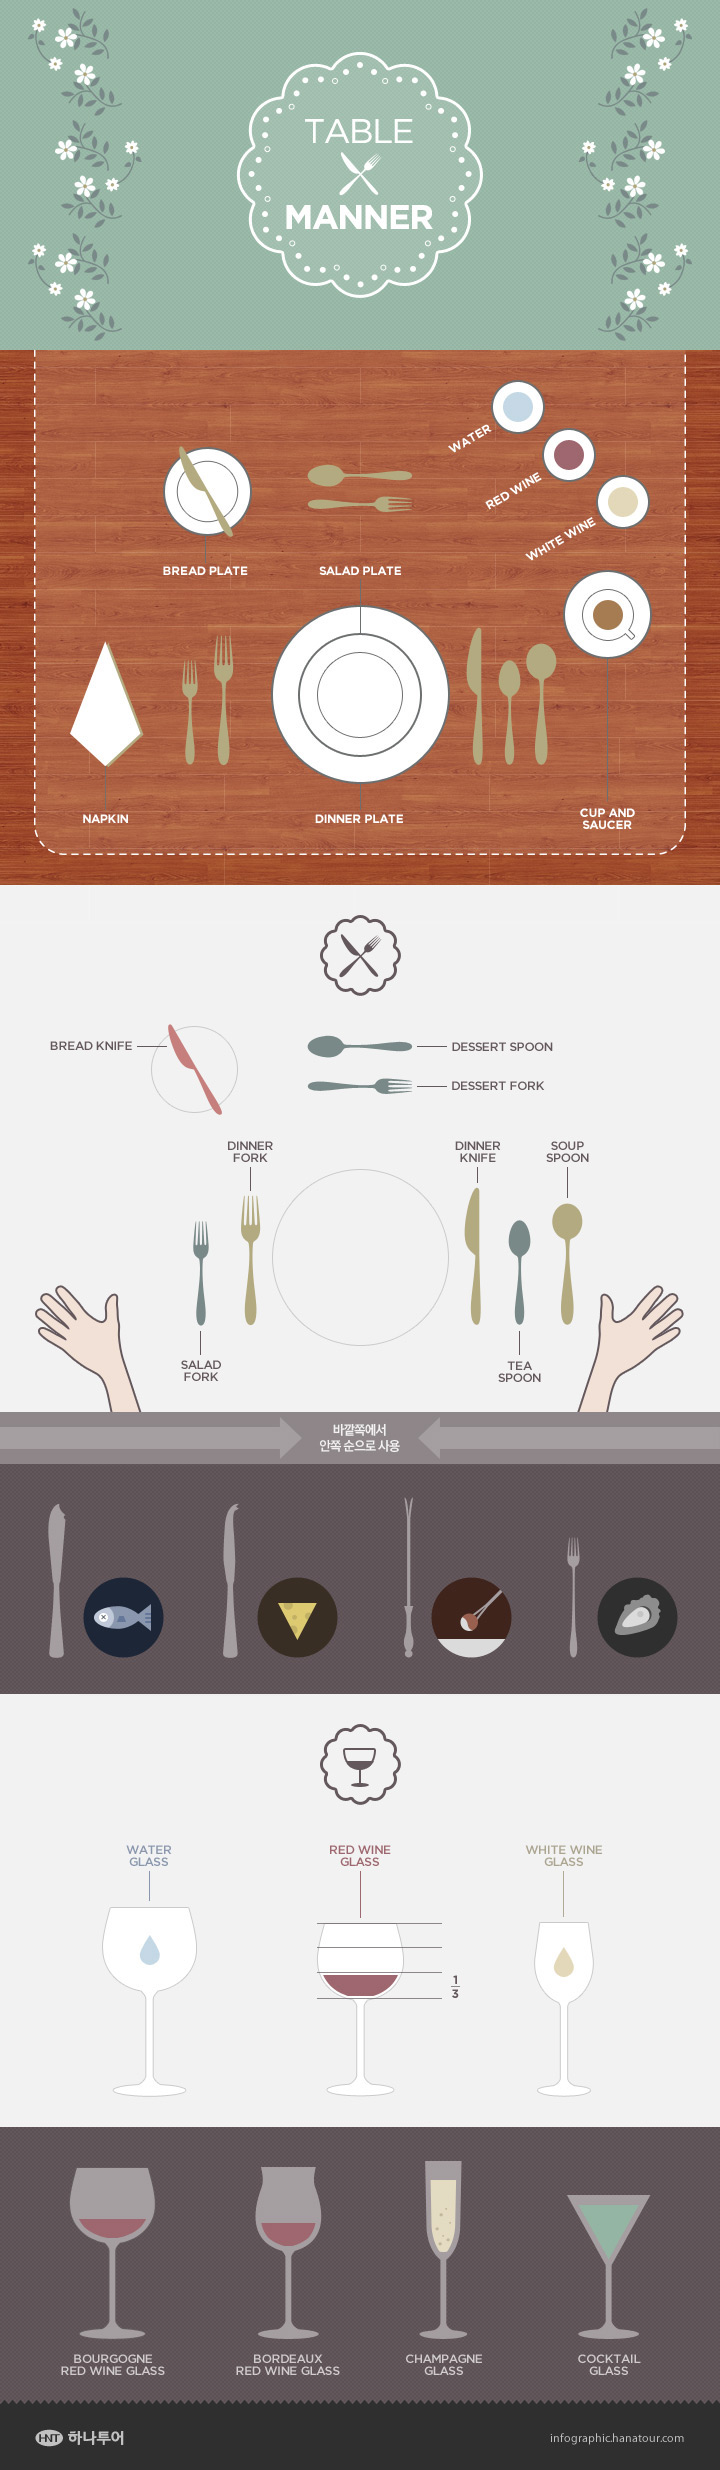 TABLE
MANNER
WATER
RED WINE
WHITE WINE
BREAD PLATE
SALAD PLATE
NAPKIN
DINNER PLATE
CUP AND
SAUCER
BREAD KNIFE
DESSERT SPOON
DESSERT FORK
DINNER
FORK
DINNER
KNIFE
SOUP
SPOON
SALAD
FORK
TEA
SPOON
바깥쪽에서
안쪽 순으로 사용
WATER
GLASS
RED WINE
GLASS
WHITE WINE
GLASS
1
3
BOURGOGNE
RED WINE GLASS
BORDEAUX
RED WINE GLASS
CHAMPAGNE
GLASS
COCKTAIL
GLASS
HNT 하나투어
infographic.hanatour.com